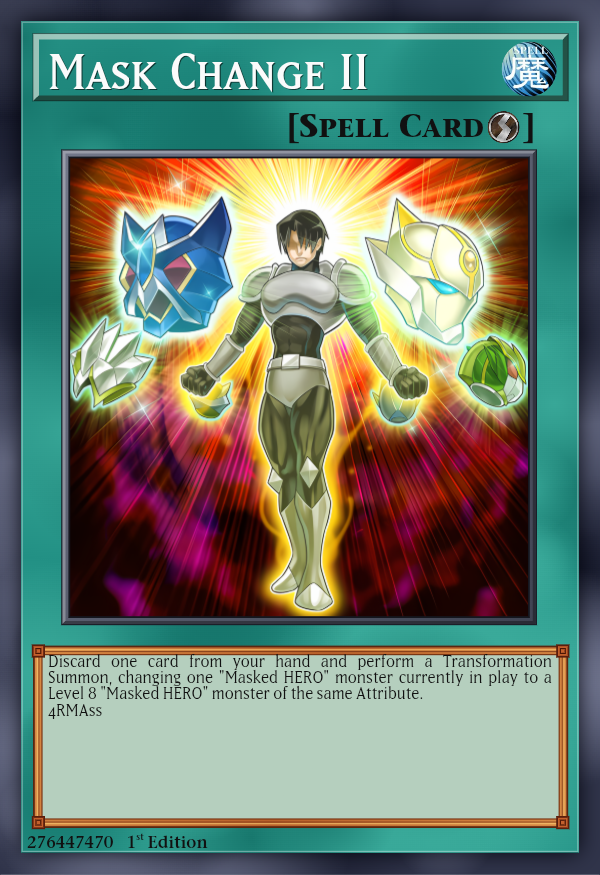 Mask Change II
SPELL
魔
[Spell Card]
Discard one card from your hand and perform a Transformation
Summon, changing one "Masked HERO" monster currently in play to a
Level 8 "Masked HERO" monster of the same Attribute.
4RMAss
276447470 1st Edition